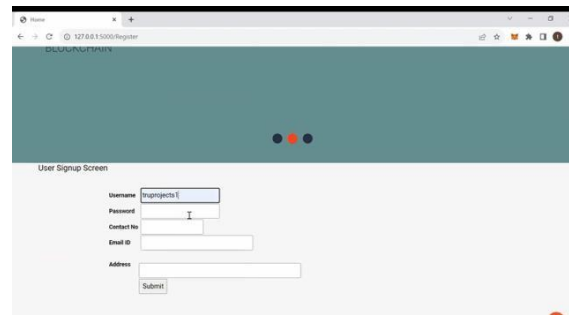 Home
127.0.0.1:5000/Register
BLOCKCHAIN
User Signup Screen
Username truprojects1
Password
Contact No
Email ID
Address
Submit